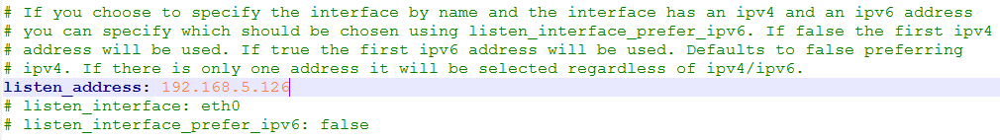 # If you choose to specify the interface by name and the interface has an ipv4 and an ipv6 address
# you can specify which should be chosen using listen_interface_prefer_ipv6. If false the first ipv4
# address will be used. If true the first ipv6 address will be used. Defaults to false preferring
# ipv4. If there is only one address it will be selected regardless of ipv4/ipv6.
listen_address: 192.168.5.126
# listen_interface: eth0
# listen_interface_prefer_ipv6: false